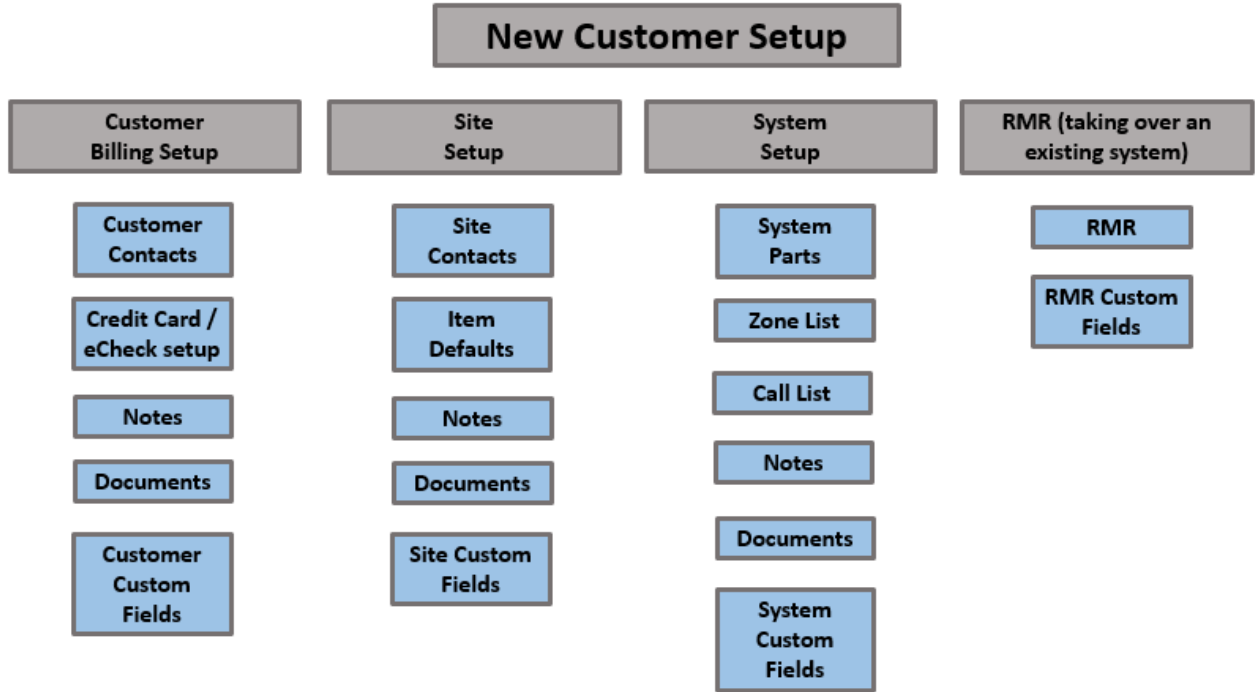 New Customer Setup
Customer
Billing Setup
Site
Setup
System
Setup
RMR (taking over an
existing system)
Customer
Contacts
Credit Card /
eCheck setup
Notes
Documents
Customer
Custom
Fields
Site
Contacts
Item
Defaults
Notes
Documents
Site Custom
Fields
System
Parts
Zone List
Call List
Notes
Documents
System
Custom
Fields
RMR
RMR Custom
Fields